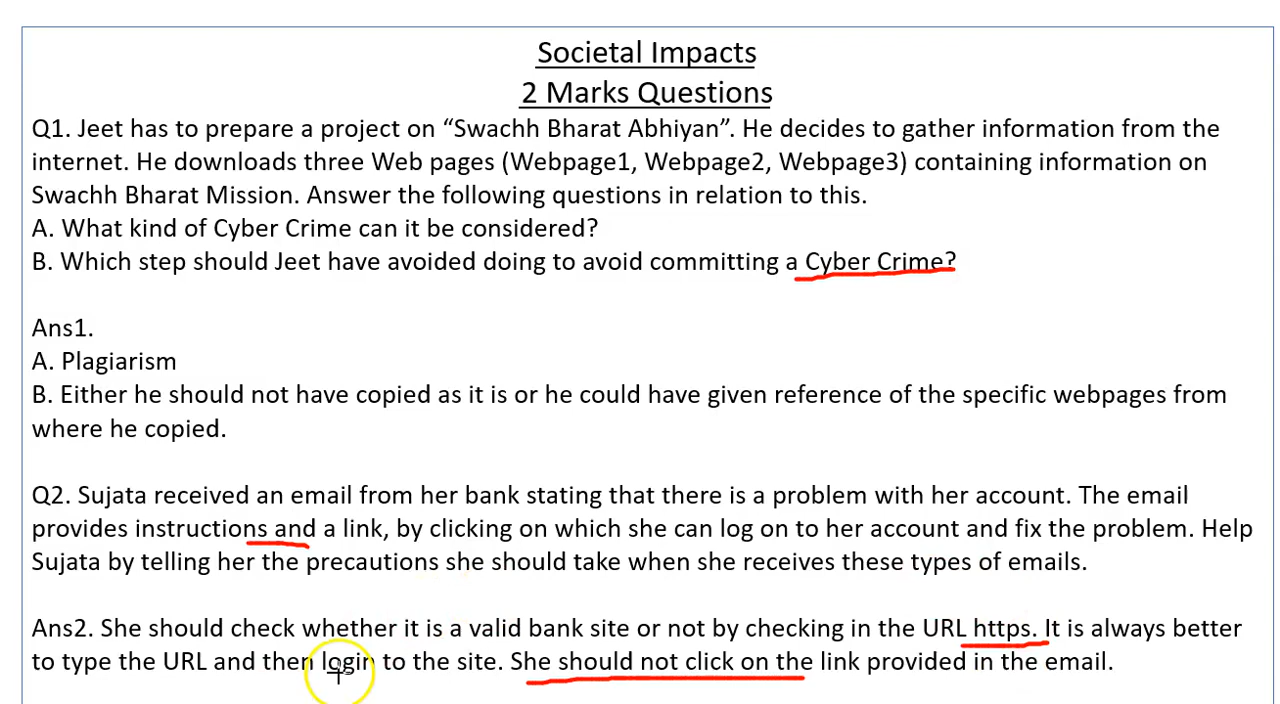 Societal Impacts
2 Marks Questions
Q1. Jeet has to prepare a project on “Swachh Bharat Abhiyan”. He decides to gather information from the
internet. He downloads three Web pages (Webpage1, Webpage2, Webpage3) containing information on
Swachh Bharat Mission. Answer the following questions in relation to this.
A. What kind of Cyber Crime can it be considered?
B. Which step should Jeet have avoided doing to avoid committing a Cyber Crime?
Ans1.
A. Plagiarism
B. Either he should not have copied as it is or he could have given reference of the specific webpages from
where he copied.
Q2. Sujata received an email from her bank stating that there is a problem with her account. The email
provides instructions and a link, by clicking on which she can log on to her account and fix the problem. Help
Sujata by telling her the precautions she should take when she receives these types of emails.
Ans2. She should check whether it is a valid bank site or not by checking in the URL https. It is always better
to type the URL and then login to the site. She should not click on the link provided in the email.